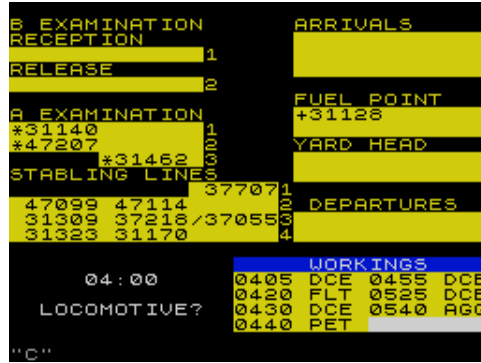 B EXAMINATION
RECEPTION
1
RELEASE
2
A EXAMINATION
*31140 1
*47207 2
*31462 3
STABLING LINES
37707 1
47099 47114 2
31309 37218/37055 3
31323 31170 4
ARRIVALS
FUEL POINT
+31128
YARD HEAD
DEPARTURES
04:00
LOCOMOTIVE?
WORKINGS
0405 DCE 0455 DCE
0420 FLT 0525 DCE
0430 DCE 0540 AGG
0440 PET
"C"